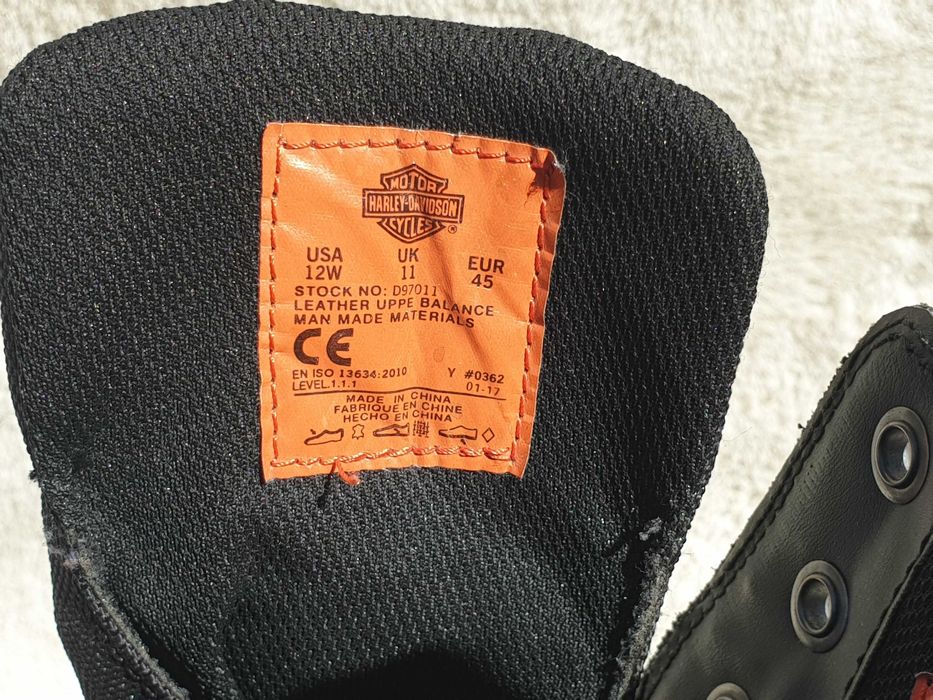 MOTOR
HARLEY-DAVIDSON
CYCLES
®
USA UK EUR
12W 11 45
STOCK NO: D97011
LEATHER UPPE BALANCE
MAN MADE MATERIALS
CE
EN ISO 13634:2010 Y #0362
LEVEL.1.1.1 01-17
MADE IN CHINA
FABRIQUE EN CHINE
HECHO EN CHINA